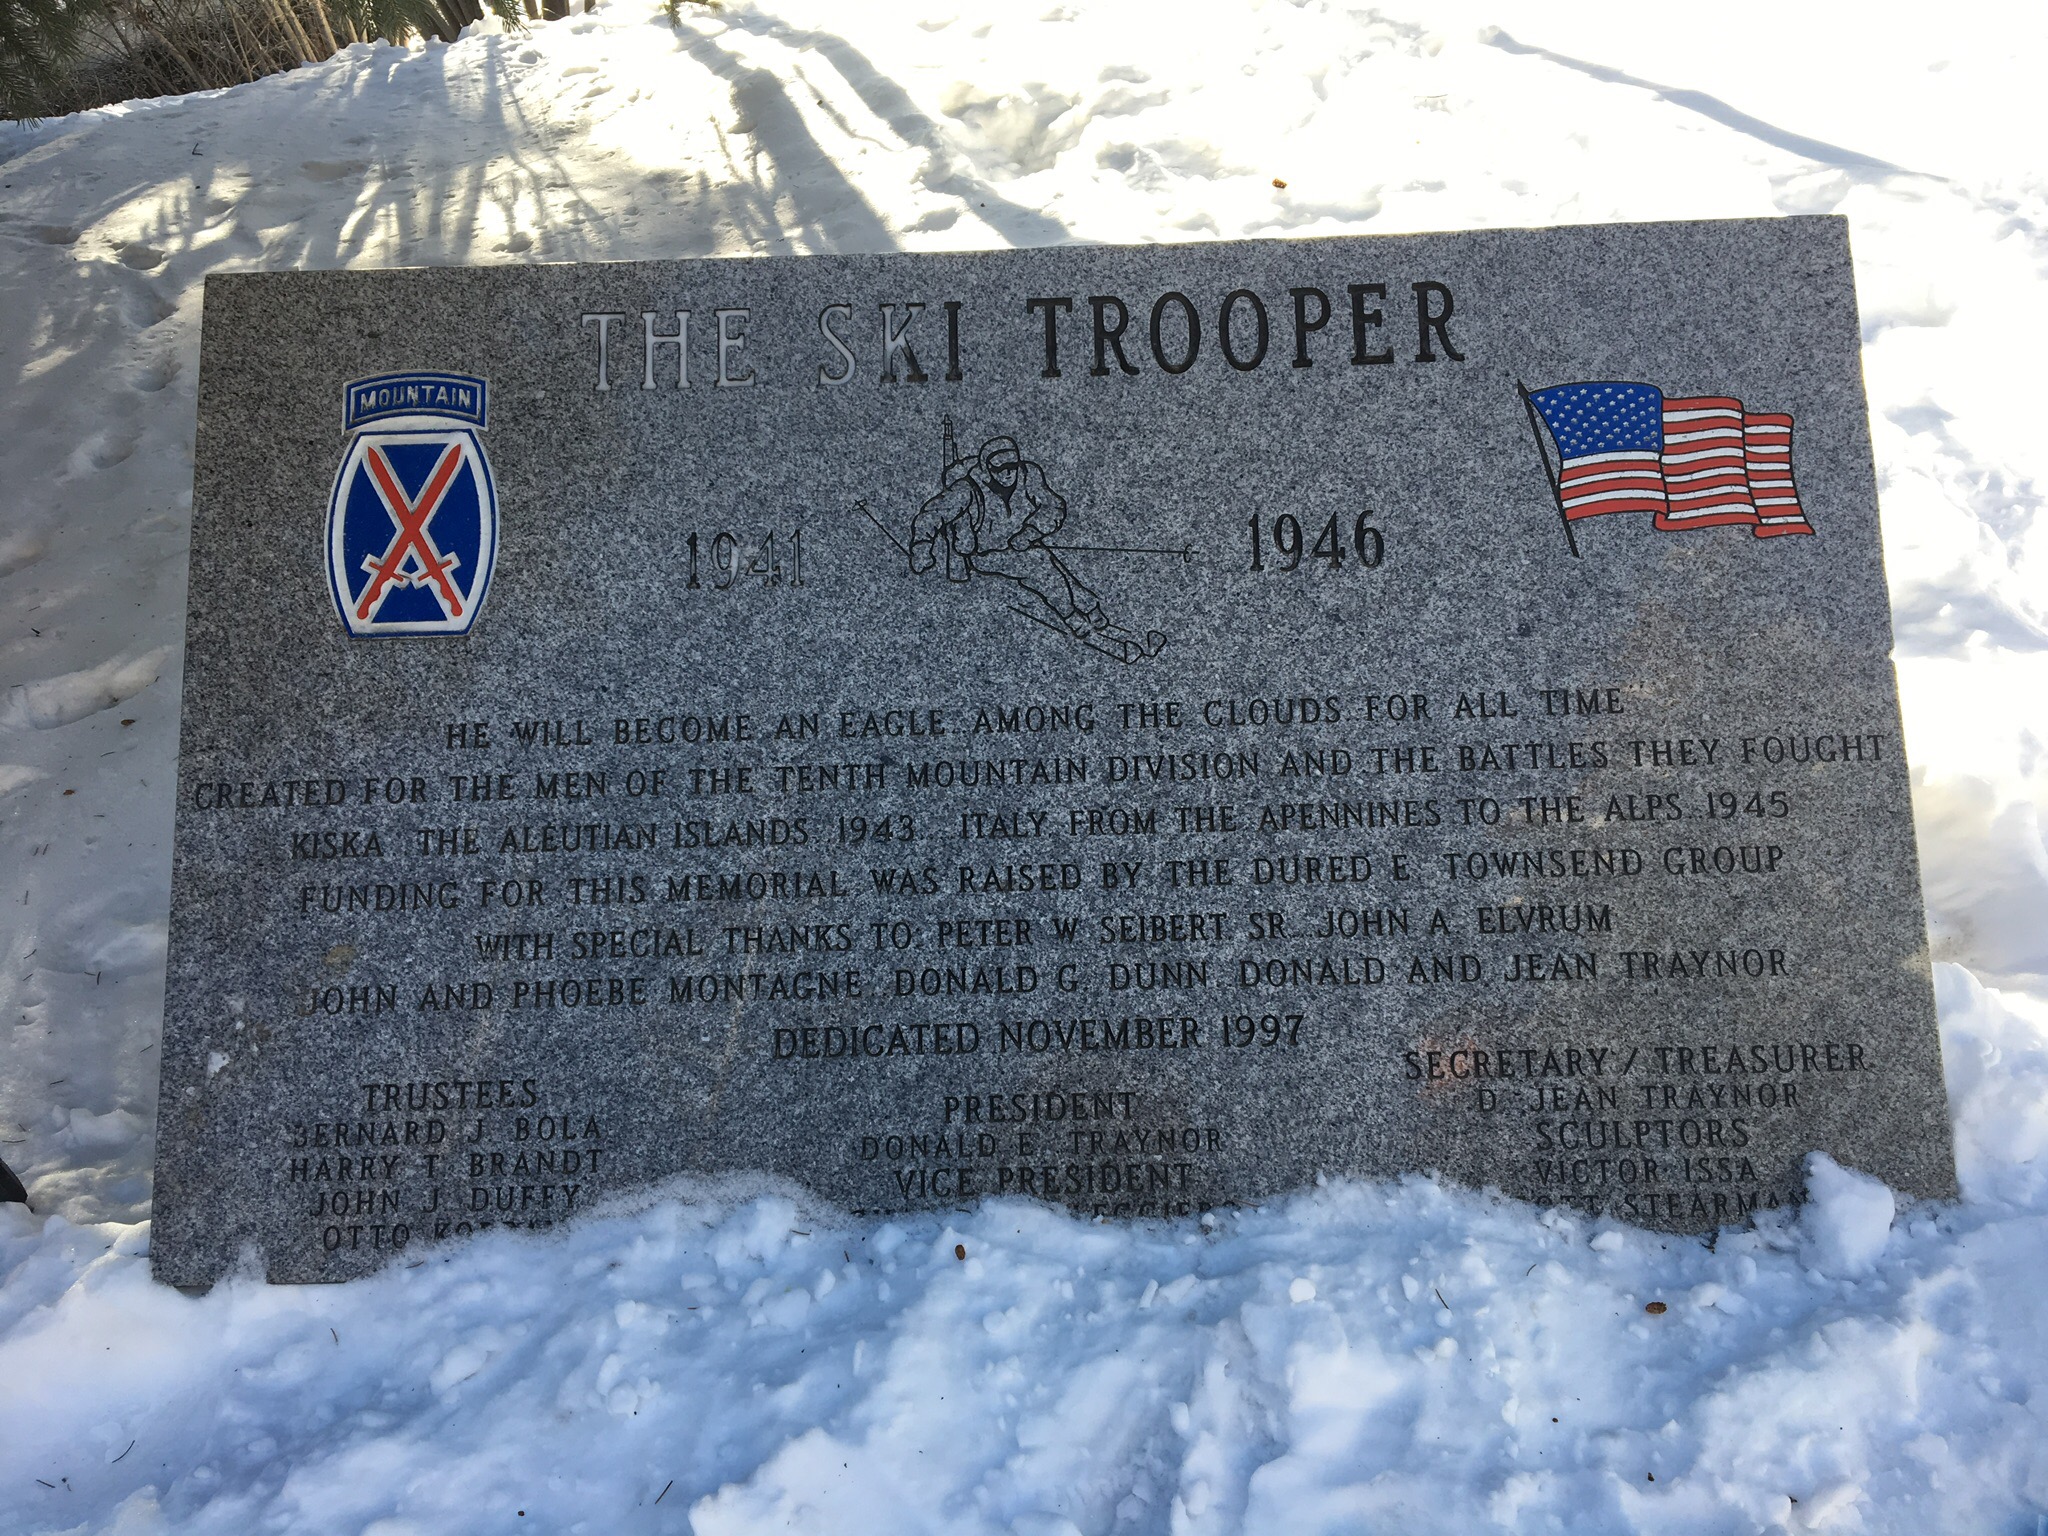 THE SKI TROOPER
MOUNTAIN
1941 1946
HE WILL BECOME AN EAGLE AMONG THE CLOUDS FOR ALL TIME"
CREATED FOR THE MEN OF THE TENTH MOUNTAIN DIVISION AND THE BATTLES THEY FOUGHT
KISKA THE ALEUTIAN ISLANDS 1943 ITALY FROM THE APENNINES TO THE ALPS 1945
FUNDING FOR THIS MEMORIAL WAS RAISED BY THE DURED E. TOWNSEND GROUP
WITH SPECIAL THANKS TO: PETER W. SEIBERT SR. JOHN A. ELVRUM
JOHN AND PHOEBE MONTAGNE DONALD G. DUNN DONALD AND JEAN TRAYNOR
DEDICATED NOVEMBER 1997
TRUSTEES
BERNARD J. BOLA
HARRY T. BRANDT
JOHN J. DUFFY
OTTO
PRESIDENT
DONALD E. TRAYNOR
VICE PRESIDENT
SECRETARY / TREASURER
D. JEAN TRAYNOR
SCULPTORS
VICTOR ISSA
STEARMAN